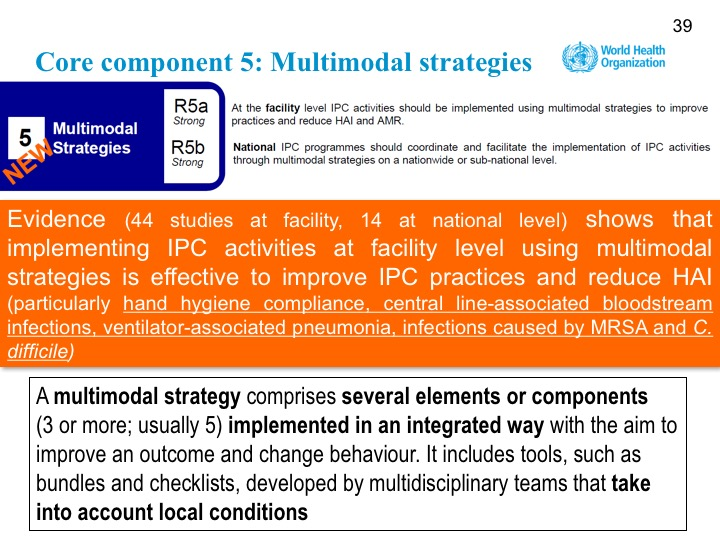 39
Core component 5: Multimodal strategies
World Health
Organization
5
NEW
Multimodal
Strategies
R5a
Strong
R5b
Strong
At the facility level IPC activities should be implemented using multimodal strategies to improve
practices and reduce HAI and AMR.
National IPC programmes should coordinate and facilitate the implementation of IPC activities
through multimodal strategies on a nationwide or sub-national level.
Evidence (44 studies at facility, 14 at national level) shows that
implementing IPC activities at facility level using multimodal
strategies is effective to improve IPC practices and reduce HAI
(particularly hand hygiene compliance, central line-associated bloodstream
infections, ventilator-associated pneumonia, infections caused by MRSA and C.
difficile)
A multimodal strategy comprises several elements or components
(3 or more; usually 5) implemented in an integrated way with the aim to
improve an outcome and change behaviour. It includes tools, such as
bundles and checklists, developed by multidisciplinary teams that take
into account local conditions